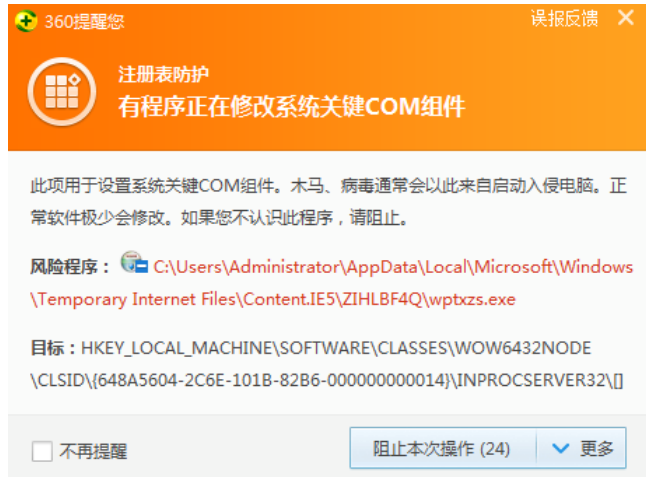 360提醒您
误报反馈
注册表防护
有程序正在修改系统关键COM组件
此项用于设置系统关键COM组件。木马、病毒通常会以此来自启动入侵电脑。正
常软件极少会修改。如果您不认识此程序，请阻止。
风险程序： C:\Users\Administrator\AppData\Local\Microsoft\Windows
\Temporary Internet Files\Content.IE5\ZIHLBF4Q\wptxzs.exe
目标：HKEY_LOCAL_MACHINE\SOFTWARE\CLASSES\WOW6432NODE
\CLSID\{648A5604-2C6E-101B-82B6-000000000014}\INPROCSERVER32\[]
不再提醒
阻止本次操作 (24)
更多